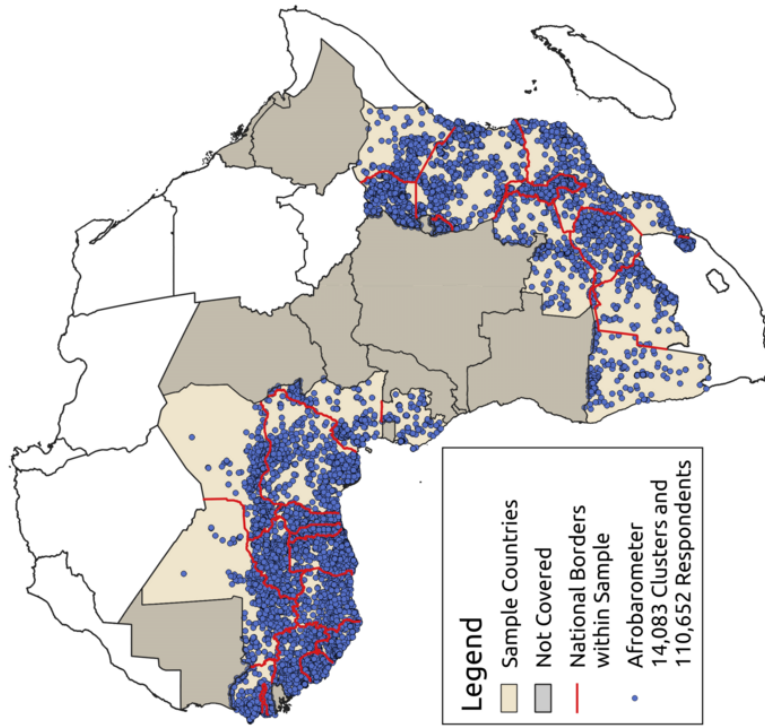 Legend
Sample Countries
Not Covered
National Borders
within Sample
Afrobarometer
14,083 Clusters and
110,652 Respondents